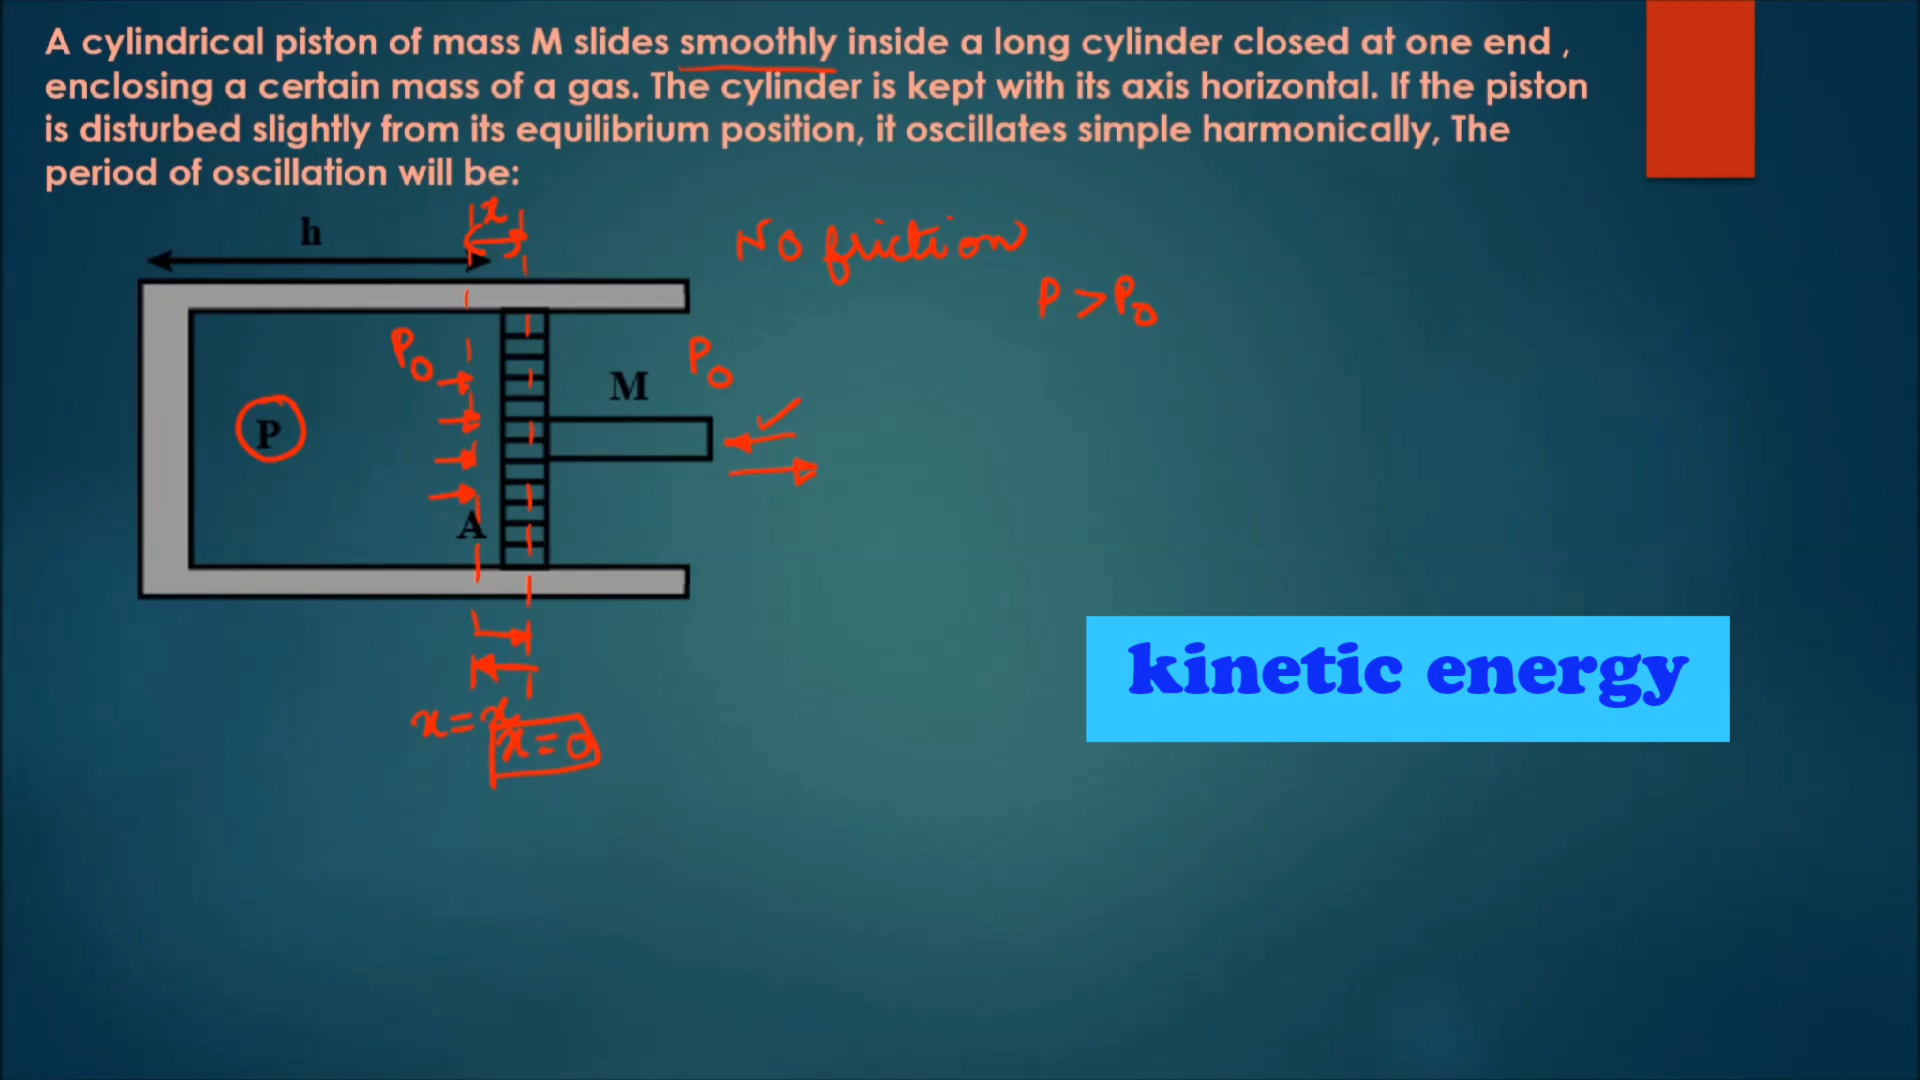 A cylindrical piston of mass M slides smoothly inside a long cylinder closed at one end ,
enclosing a certain mass of a gas. The cylinder is kept with its axis horizontal. If the piston
is disturbed slightly from its equilibrium position, it oscillates simple harmonically, The
period of oscillation will be:
x
h
No friction
P > P0
P0
P0
M
P
A
kinetic energy
x = x
x = 0